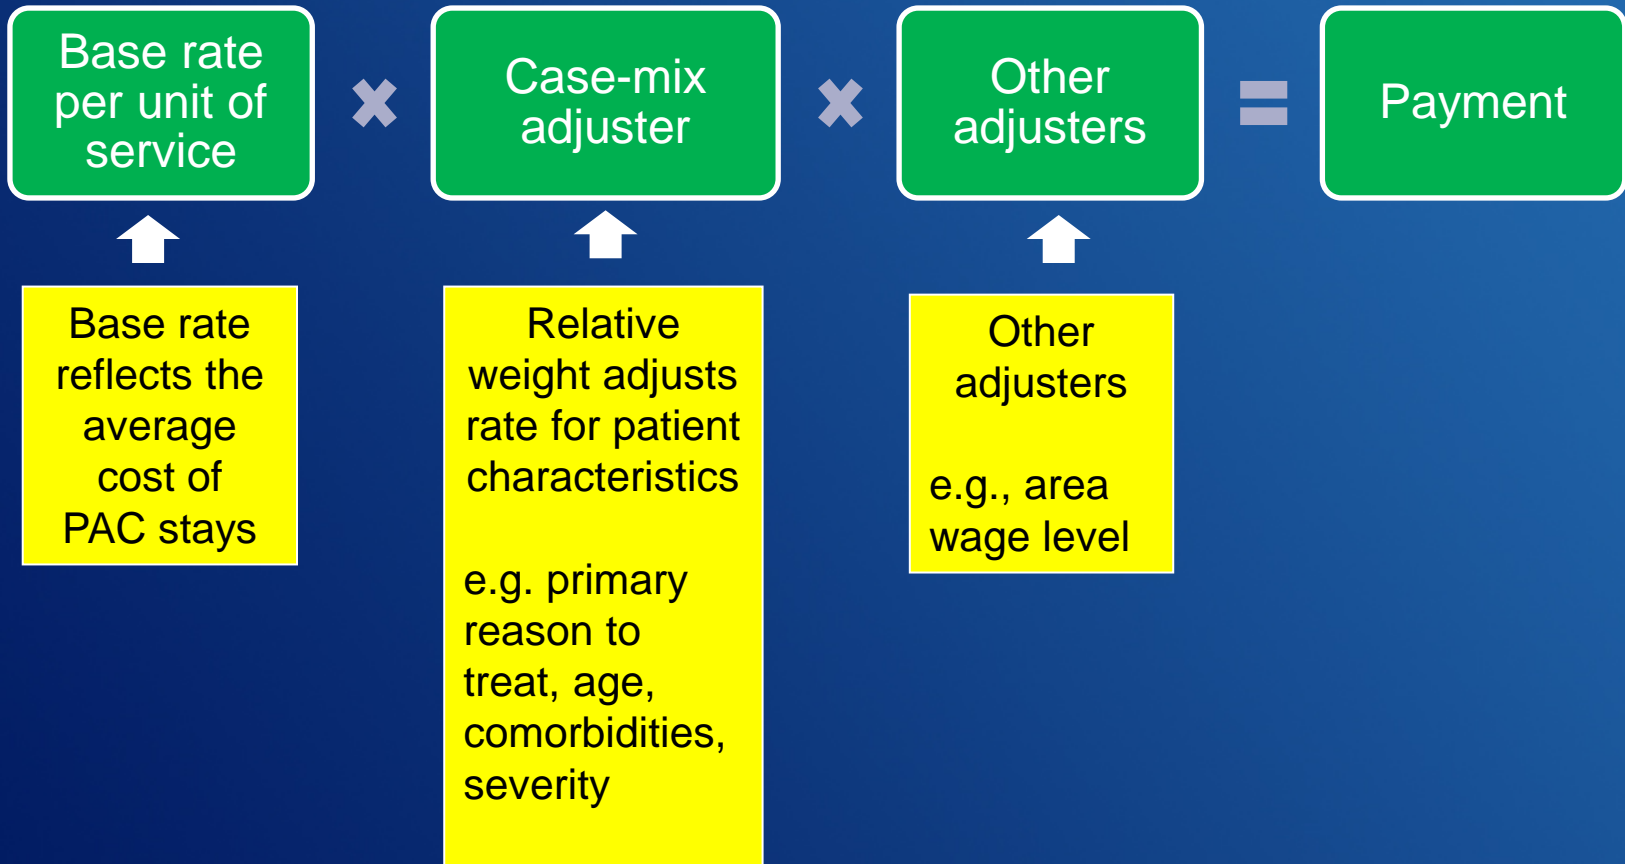 Base rate
per unit of
service
Case-mix
adjuster
Other
adjusters
Payment
Base rate
reflects the
average
cost of
PAC stays
Relative
weight adjusts
rate for patient
characteristics
e.g. primary
reason to
treat, age,
comorbidities,
severity
Other
adjusters
e.g., area
wage level